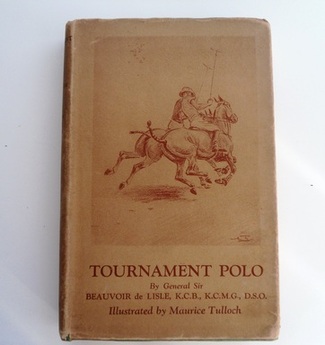 TOURNAMENT POLO
By General Sir
BEAUVOIR de LISLE, K.C.B., K.C.M.G., D.S.O.
Illustrated by Maurice Tulloch